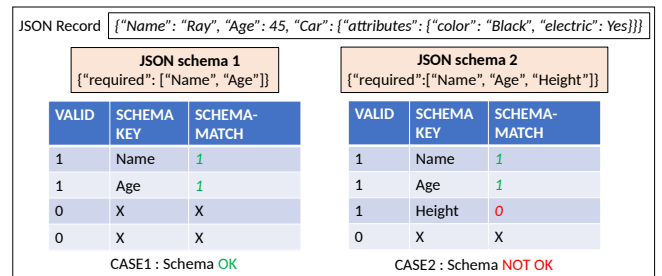 JSON Record {“Name”: “Ray”, “Age”: 45, “Car”: {“attributes”: {“color”: “Black”, “electric”: Yes}}}
JSON schema 1
{“required”: [“Name”, “Age”]}
VALID SCHEMA KEY SCHEMA-MATCH
1 Name 1
1 Age 1
0 X X
0 X X
CASE1 : Schema OK
JSON schema 2
{“required”:[“Name”, “Age”, “Height”]}
VALID SCHEMA KEY SCHEMA-MATCH
1 Name 1
1 Age 1
1 Height 0
0 X X
CASE2 : Schema NOT OK